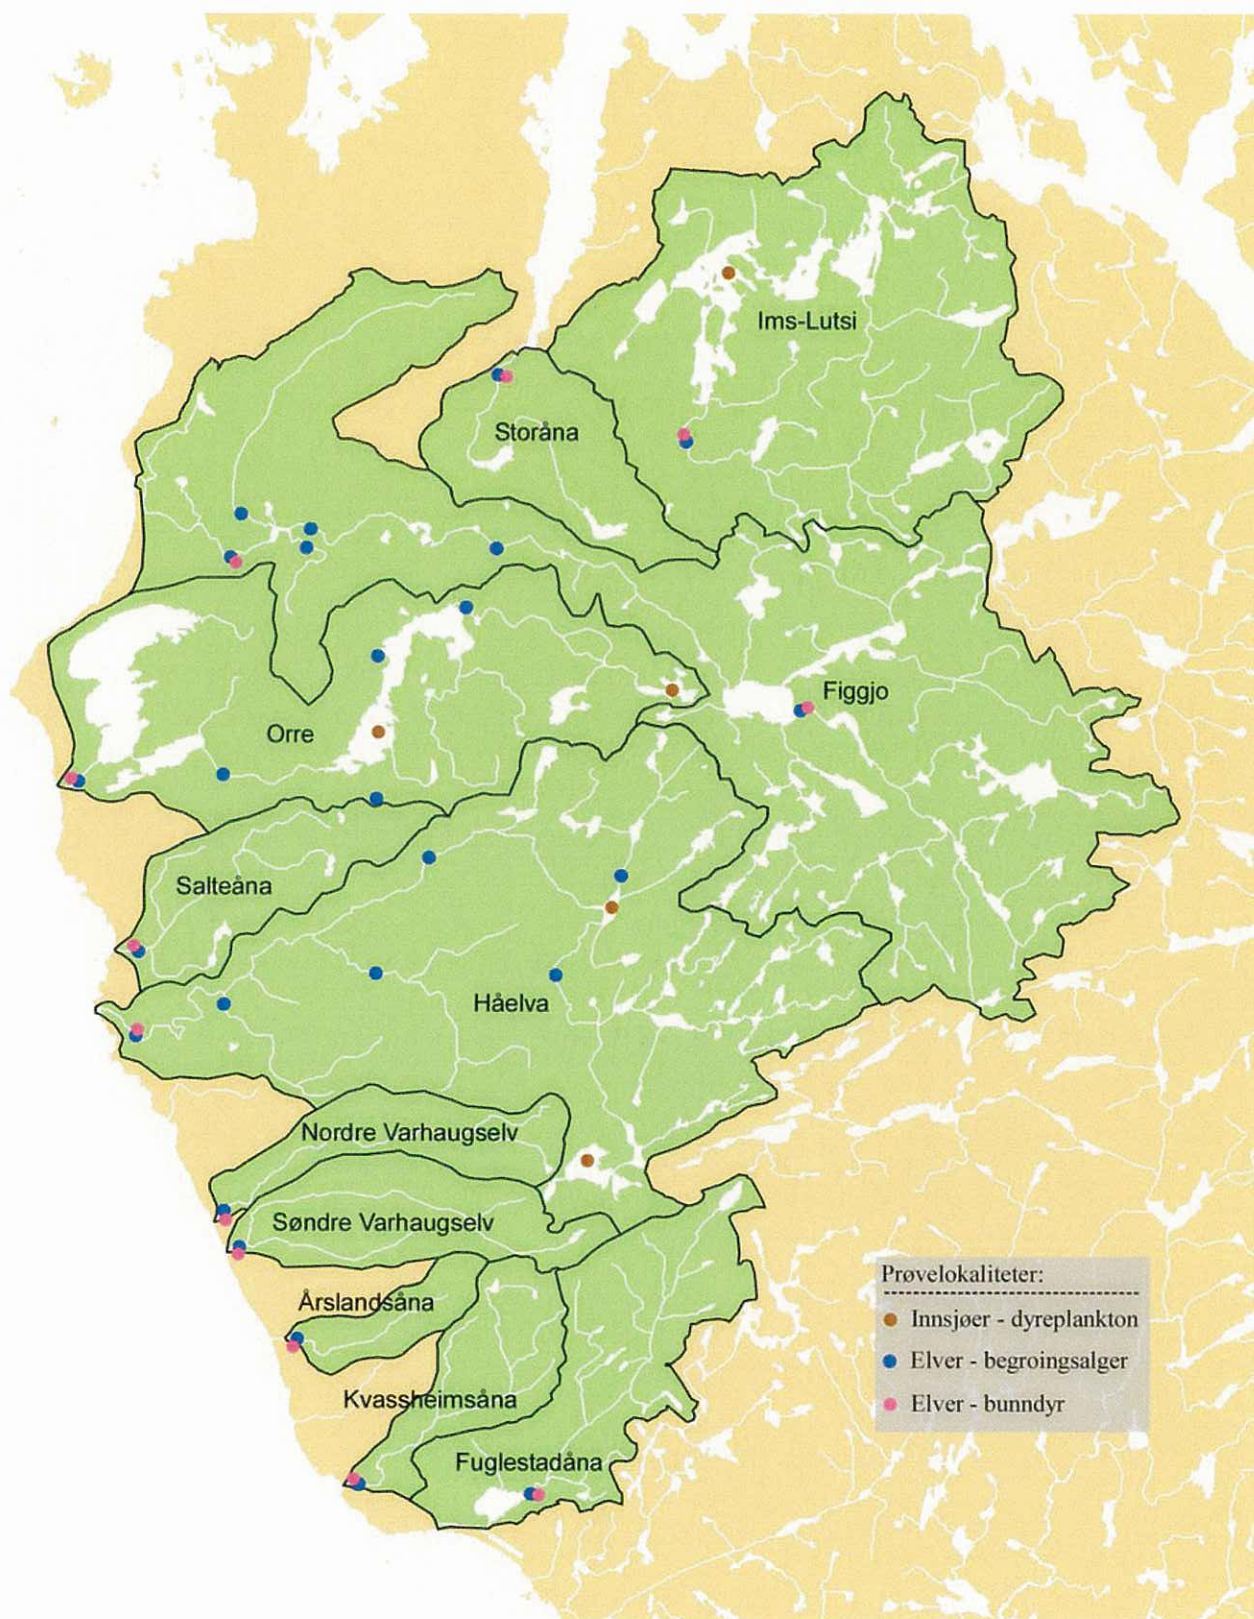 Ims-Lutsi
Storåna
Figgjo
Orre
Salteåna
Håelva
Nordre Varhaugselv
Søndre Varhaugselv
Årslandsåna
Kvassheimsåna
Fuglestadåna
Prøvelokaliteter:
Innsjøer - dyreplankton
Elver - begroingsalger
Elver - bunndyr